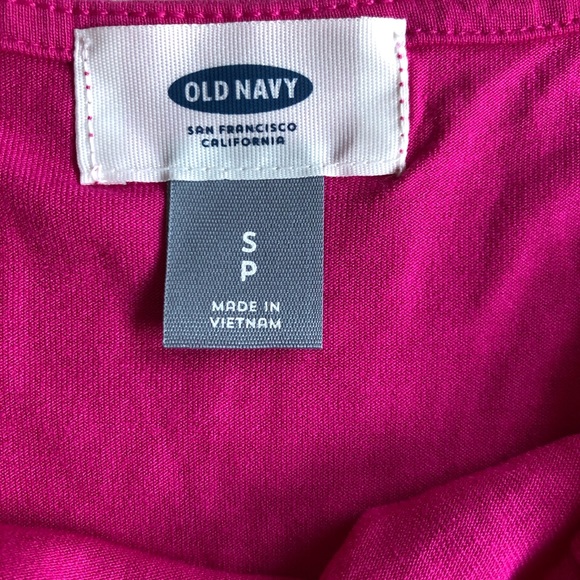 OLD NAVY
SAN FRANCISCO
CALIFORNIA
S
P
MADE IN
VIETNAM